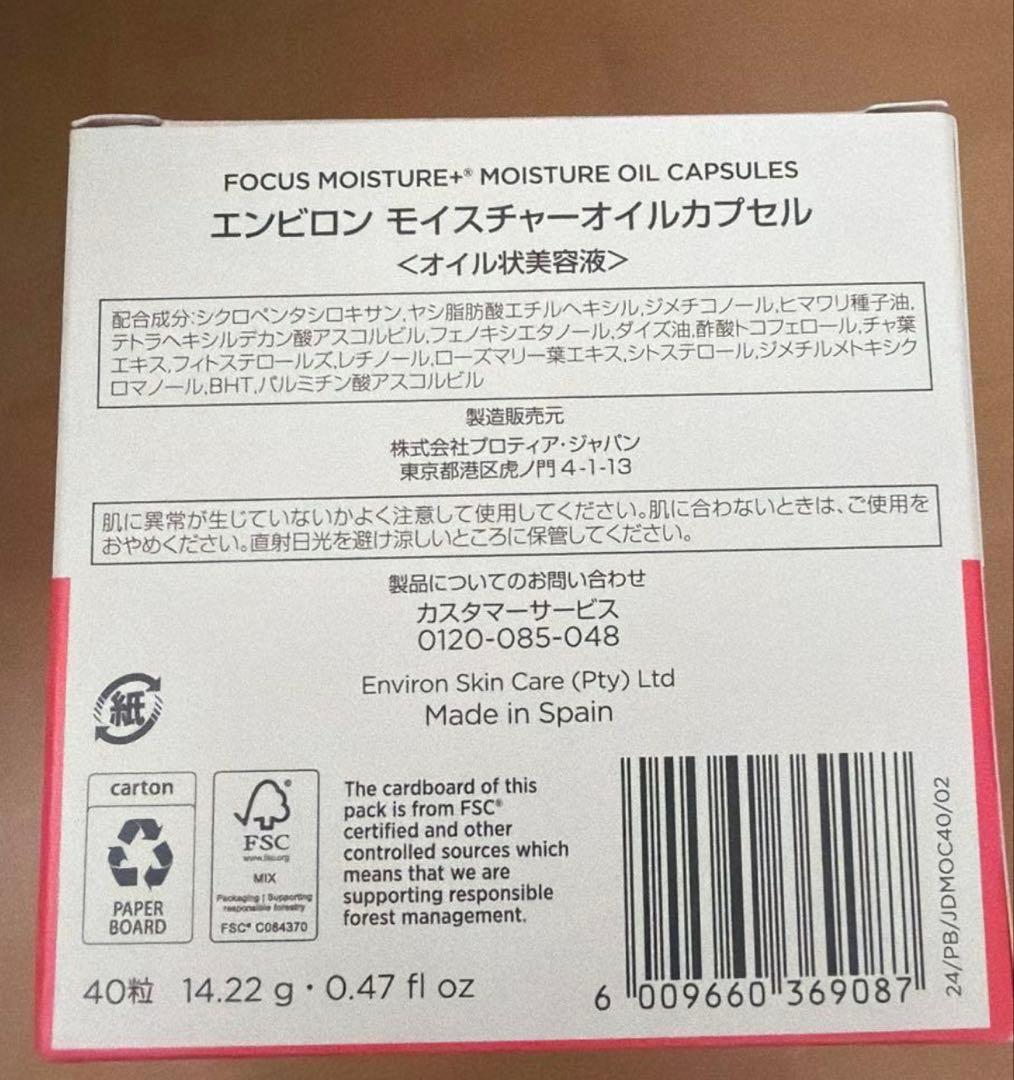 FOCUS MOISTURE+® MOISTURE OIL CAPSULES
エンビロン モイスチャーオイルカプセル
<オイル状美容液>
配合成分:シクロペンタシロキサン,ヤシ脂肪酸エチルヘキシル,ジメチコノール,ヒマワリ種子油,
テトラヘキシルデカン酸アスコルビル,フェノキシエタノール,ダイズ油,酢酸トコフェロール,チャ葉
エキス,フィトステロールズ,レチノール,ローズマリー葉エキス,シトステロール,ジメチルメトキシク
ロマノール,BHT,パルミチン酸アスコルビル
製造販売元
株式会社プロティア・ジャパン
東京都港区虎ノ門 4-1-13
肌に異常が生じていないかよく注意して使用してください。肌に合わないときは、ご使用を
おやめください。直射日光を避け涼しいところに保管してください。
製品についてのお問い合わせ
カスタマーサービス
0120-085-048
Environ Skin Care (Pty) Ltd
Made in Spain
紙
carton
PAPER
BOARD
FSC
www.fsc.org
MIX
Packaging | Supporting
responsible forestry
FSC® C084370
The cardboard of this
pack is from FSC®
certified and other
controlled sources which
means that we are
supporting responsible
forest management.
40粒 14.22 g・0.47 fl oz
6 009660 369087
24/PB/JDMOC40/02